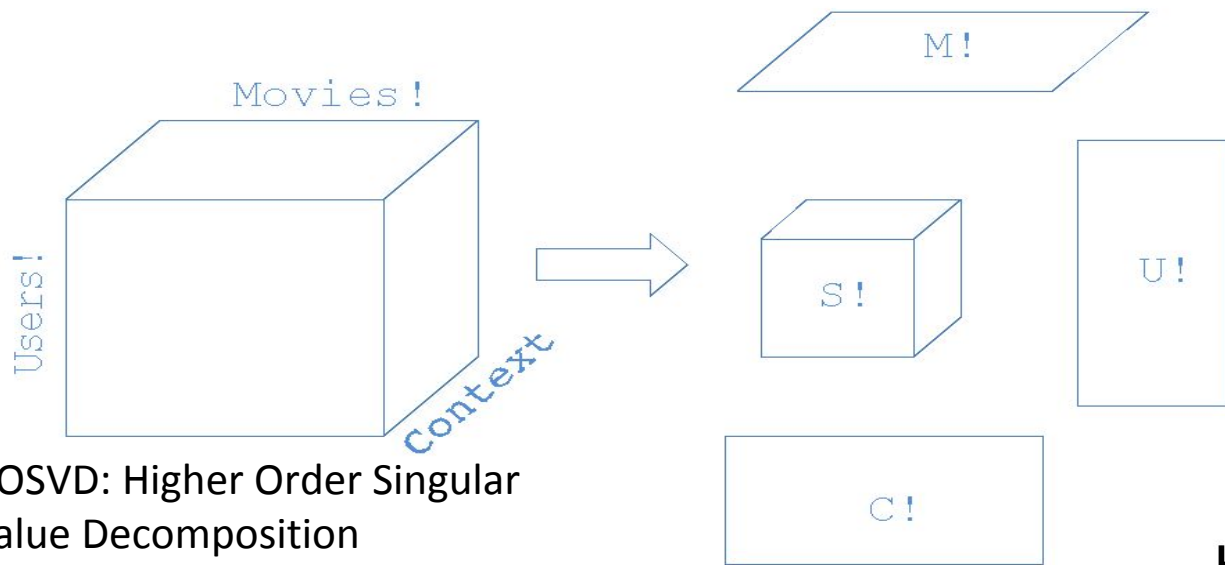 M!
Movies!
Users!
S!
U!
Context
OSVD: Higher Order Singular
alue Decomposition
C!